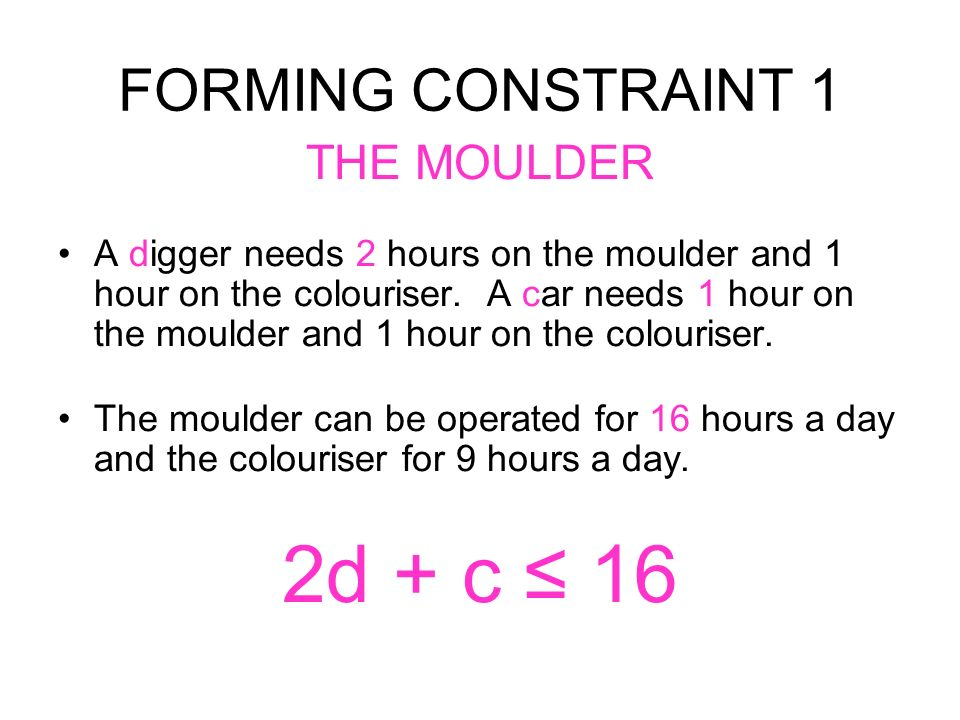 FORMING CONSTRAINT 1
THE MOULDER
• A digger needs 2 hours on the moulder and 1
hour on the colouriser. A car needs 1 hour on
the moulder and 1 hour on the colouriser.
• The moulder can be operated for 16 hours a day
and the colouriser for 9 hours a day.
2d + c ≤ 16